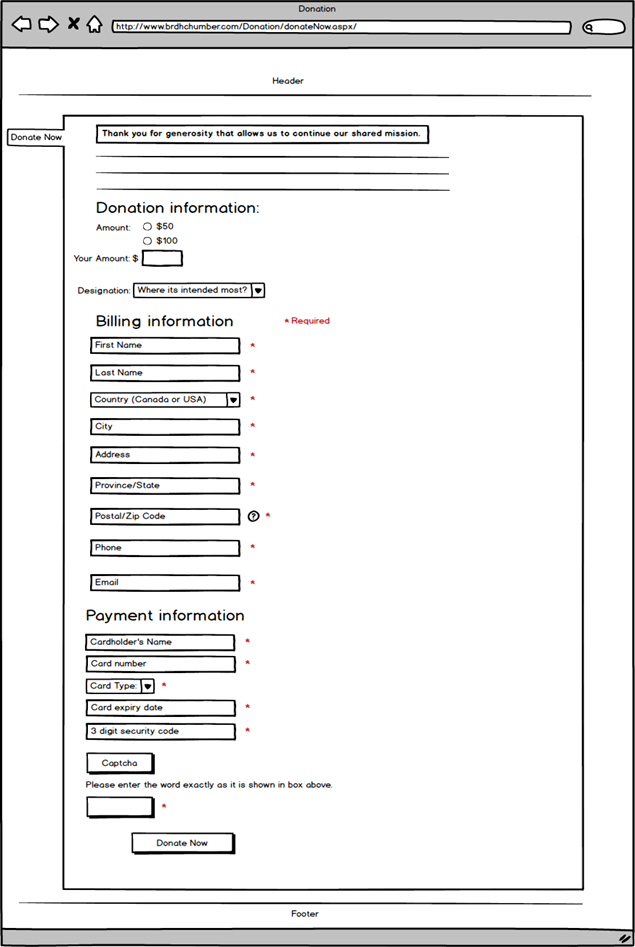 Donation
http://www.brdhchumber.com/Donation/donateNow.aspx/
Header
Donate Now
Thank you for generosity that allows us to continue our shared mission.
Donation information:
Amount: $50
$100
Your Amount: $
Designation: Where its intended most?
Billing information * Required
First Name *
Last Name *
Country (Canada or USA) *
City *
Address *
Province/State *
Postal/Zip Code ? *
Phone *
Email *
Payment information
Cardholder's Name *
Card number *
Card Type: *
Card expiry date *
3 digit security code *
Captcha
Please enter the word exactly as it is shown in box above.
*
Donate Now
Footer